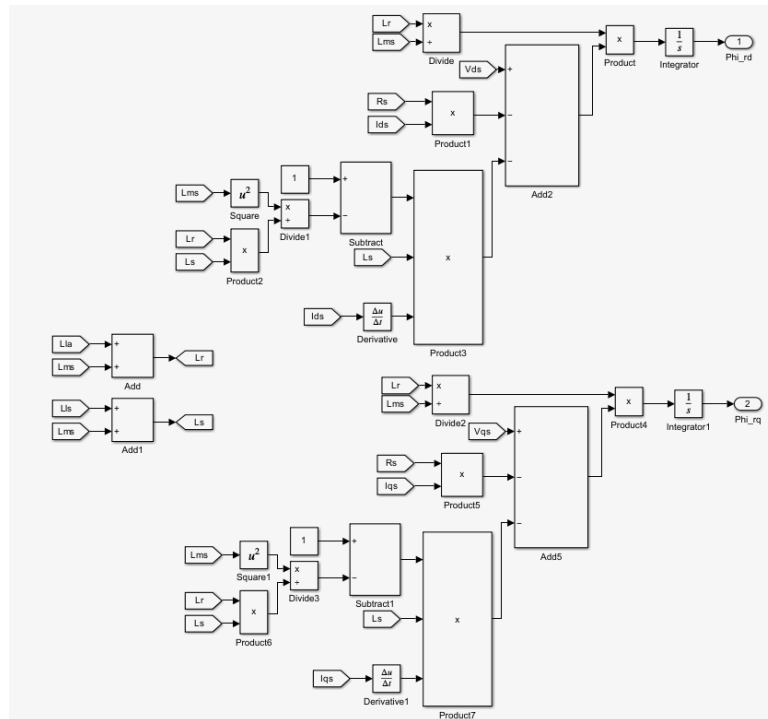 Lr
Lms
x
÷
Divide
x
Product
1
s
Integrator
1
Phi_rd
Vds
+
−
−
Add2
Rs
Ids
x
Product1
1
+
−
Subtract
Lms
u²
Square
x
÷
Divide1
Lr
Ls
x
Product2
Ls
x
Product3
Ids
Δu
Δt
Derivative
Lla
Lms
+
+
Add
Lr
Lls
Lms
+
+
Add1
Ls
Lr
Lms
x
÷
Divide2
x
Product4
1
s
Integrator1
2
Phi_rq
Vqs
+
−
−
Add5
Rs
Iqs
x
Product5
1
+
−
Subtract1
Lms
u²
Square1
x
÷
Divide3
Lr
Ls
x
Product6
Ls
x
Product7
Iqs
Δu
Δt
Derivative1